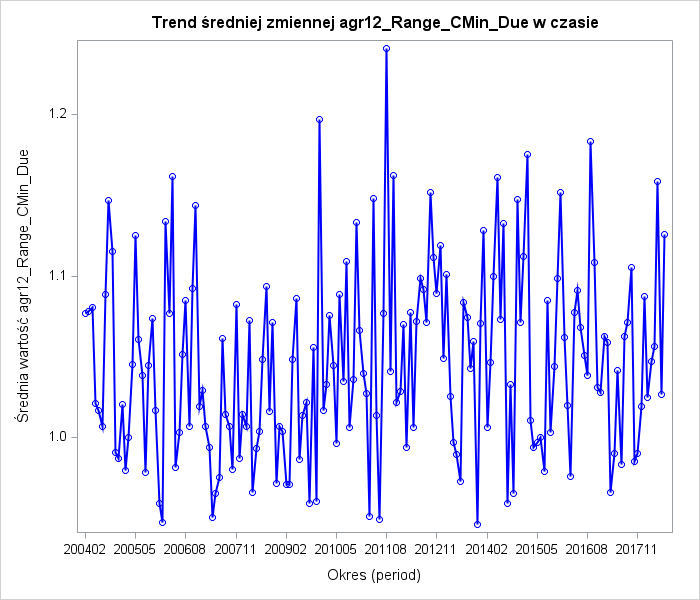 Trend średniej zmiennej agr12_Range_CMin_Due w czasie
Średnia wartość agr12_Range_CMin_Due
1.2
1.1
1.0
200402 200505 200608 200711 200902 201005 201108 201211 201402 201505 201608 201711
Okres (period)